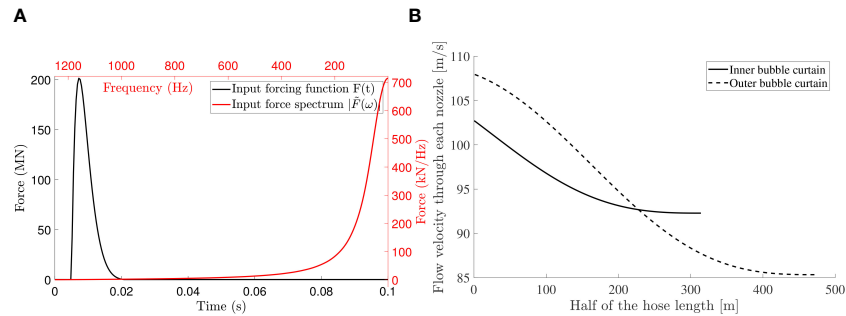 A
1200 1000 800 600 400 200 0
Frequency (Hz)
Input forcing function F(t)
Input force spectrum |F̃(ω)|
200
150
100
50
0
Force (MN)
700
600
500
400
300
200
100
0
Force (kN/Hz)
0 0.02 0.04 0.06 0.08 0.1
Time (s)
B
Inner bubble curtain
Outer bubble curtain
110
105
100
95
90
85
Flow velocity through each nozzle [m/s]
0 100 200 300 400 500
Half of the hose length [m]